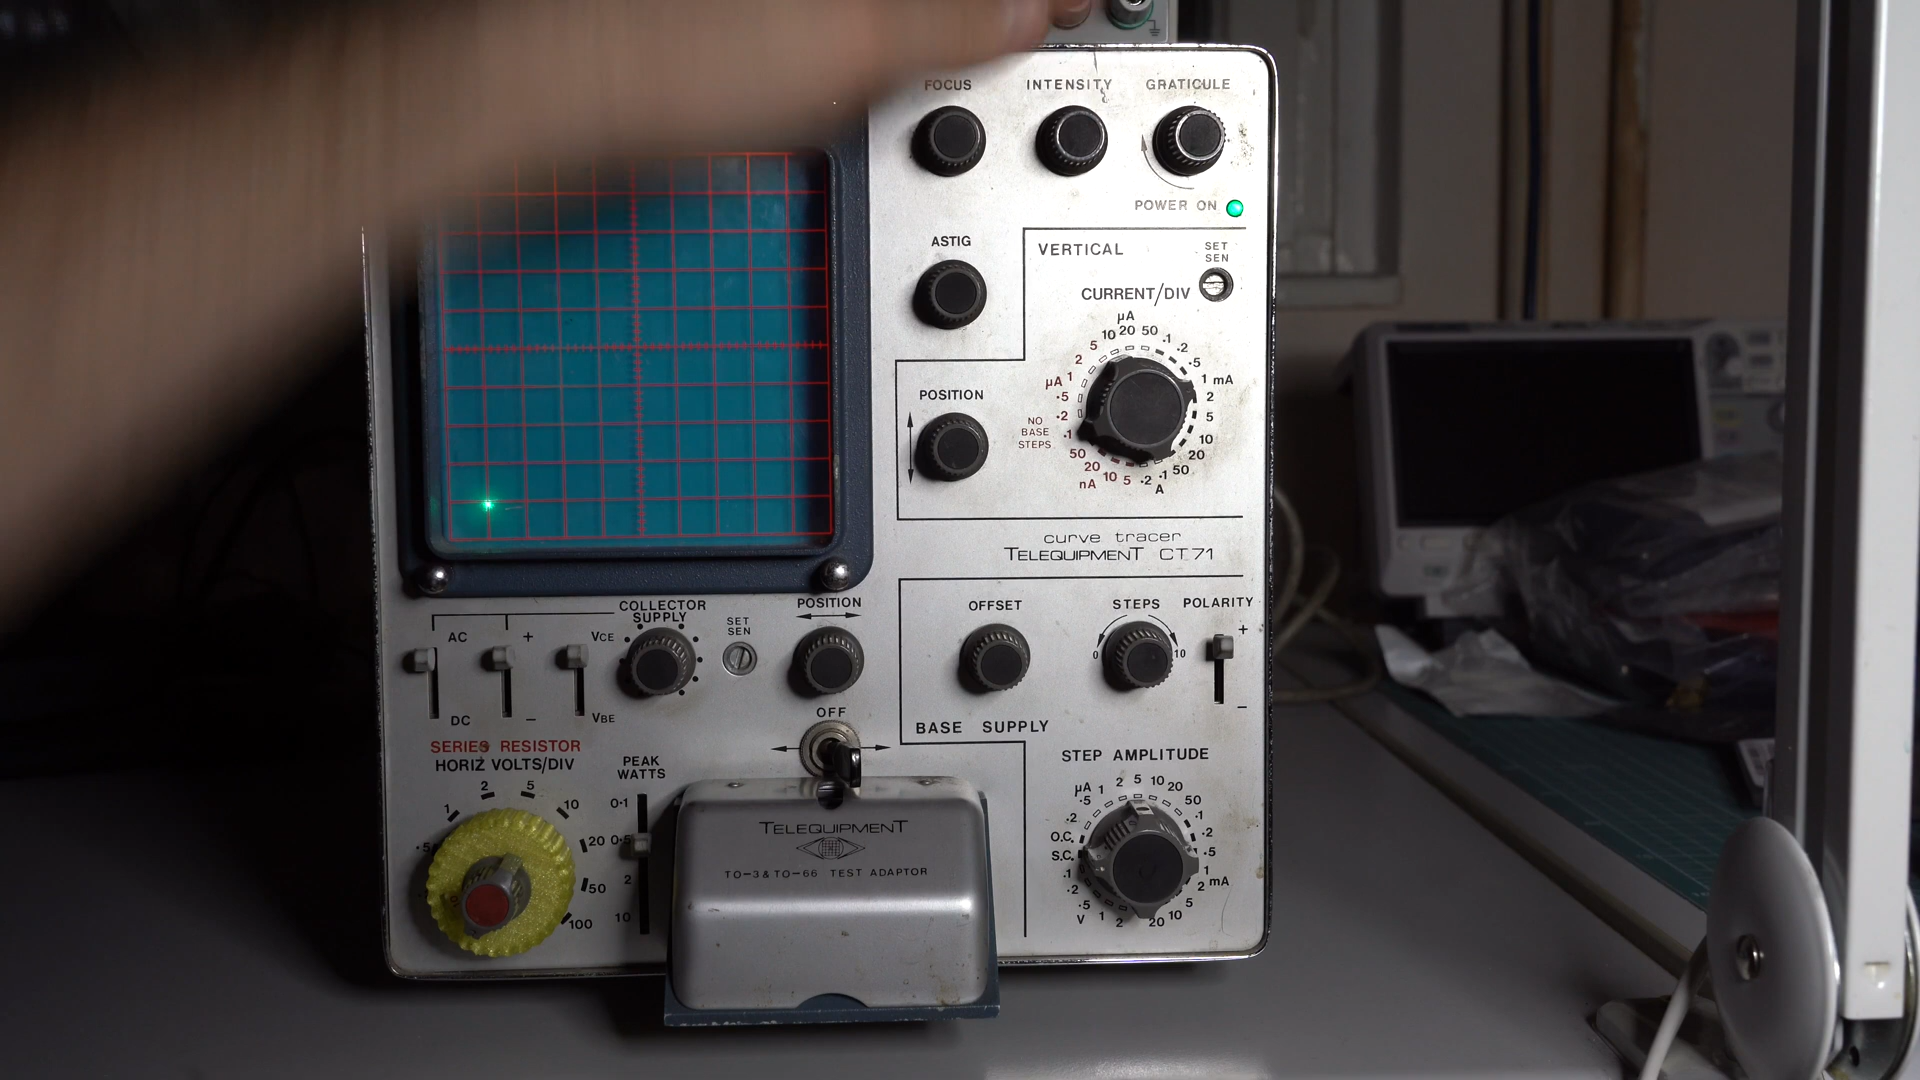 FOCUS INTENSITY GRATICULE
POWER ON
ASTIG
VERTICAL
SET
SEN
CURRENT/DIV
µA
10 20 50
5 .1
2 .2
µA 1 .5
.5 1 mA
.2 2
.1 5
50 10
20 20
nA 10 5 .2 .1 50
A
NO
BASE
STEPS
POSITION
curve tracer
TELEQUIPMENT CT71
COLLECTOR
SUPPLY
AC + VCE
DC − VBE
SET
SEN
POSITION
OFFSET STEPS POLARITY
0 10
+
−
OFF
BASE SUPPLY
SERIES RESISTOR
HORIZ VOLTS/DIV
.5 1 2 5 10 20 50 100
PEAK
WATTS
0·1
0·5
2
10
TELEQUIPMENT
TO-3 & TO-66 TEST ADAPTOR
STEP AMPLITUDE
µA 1 2 5 10 20
.5 50
.2 .1
O.C. .2
S.C. .5
.1 1 mA
.2 2
.5 5
V 1 2 20 10